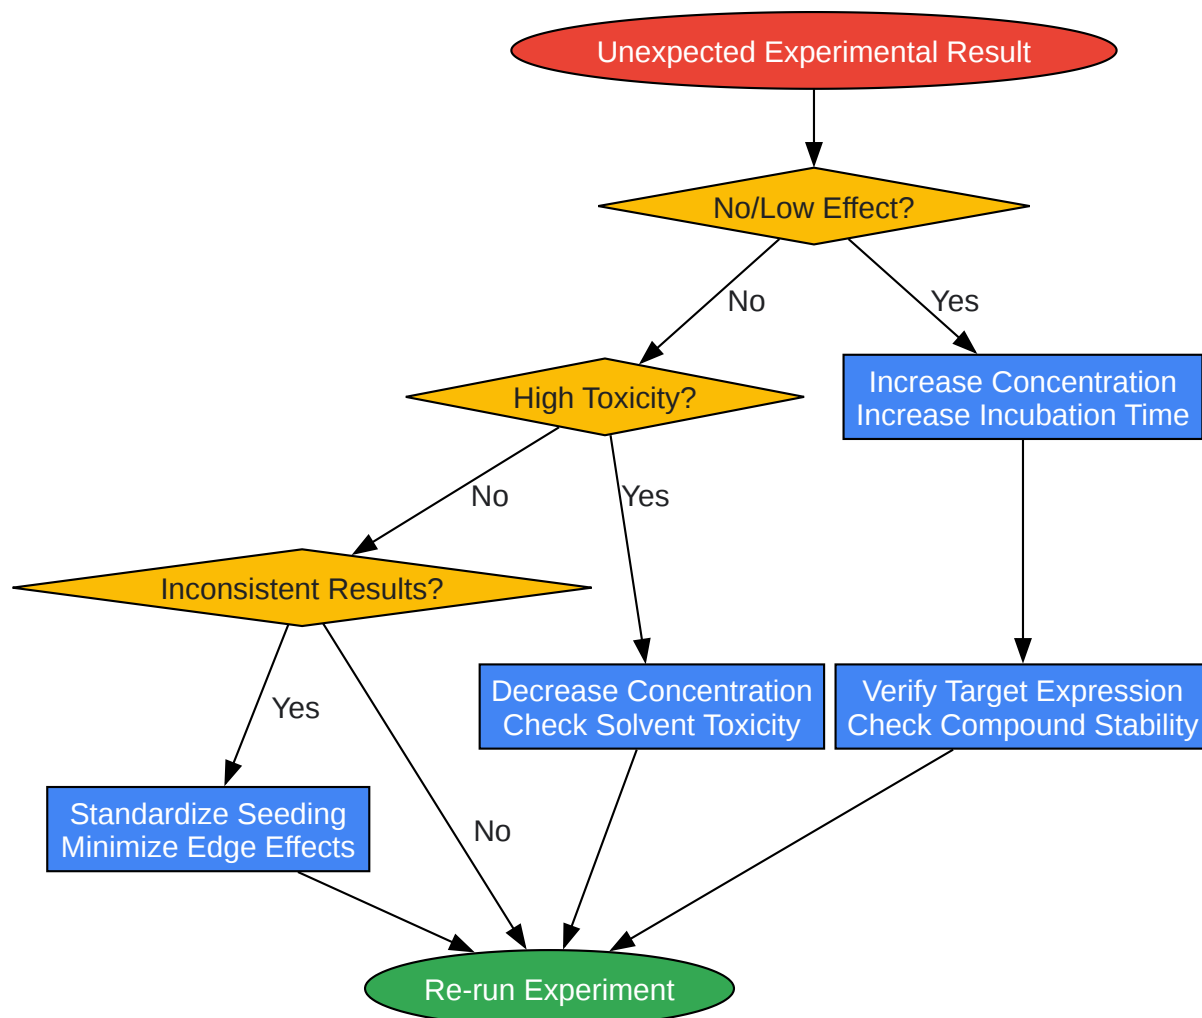 Unexpected Experimental Result
No/Low Effect?
No
Yes
High Toxicity?
Increase Concentration
Increase Incubation Time
No
Yes
Inconsistent Results?
Decrease Concentration
Check Solvent Toxicity
Verify Target Expression
Check Compound Stability
Yes
Standardize Seeding
Minimize Edge Effects
No
Re-run Experiment